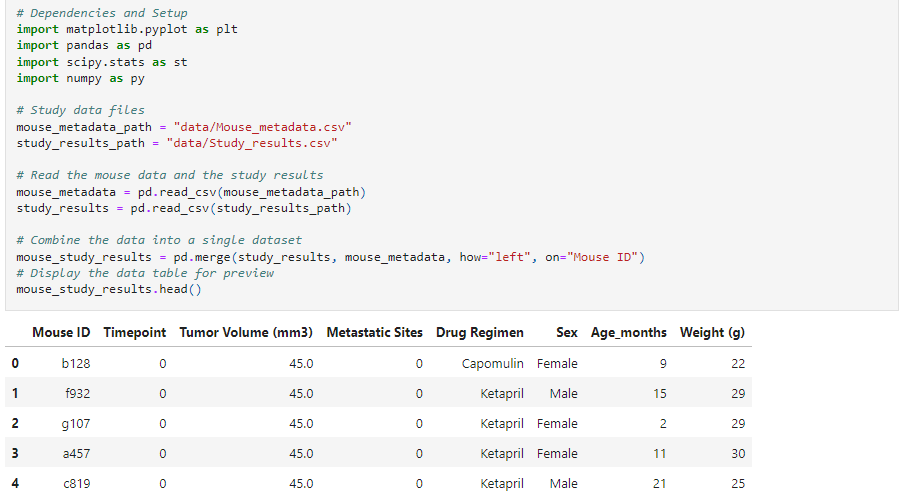 # Dependencies and Setup
import matplotlib.pyplot as plt
import pandas as pd
import scipy.stats as st
import numpy as py
# Study data files
mouse_metadata_path = "data/Mouse_metadata.csv"
study_results_path = "data/Study_results.csv"
# Read the mouse data and the study results
mouse_metadata = pd.read_csv(mouse_metadata_path)
study_results = pd.read_csv(study_results_path)
# Combine the data into a single dataset
mouse_study_results = pd.merge(study_results, mouse_metadata, how="left", on="Mouse ID")
# Display the data table for preview
mouse_study_results.head()
Mouse ID Timepoint Tumor Volume (mm3) Metastatic Sites Drug Regimen Sex Age_months Weight (g)
0 b128 0 45.0 0 Capomulin Female 9 22
1 f932 0 45.0 0 Ketapril Male 15 29
2 g107 0 45.0 0 Ketapril Female 2 29
3 a457 0 45.0 0 Ketapril Female 11 30
4 c819 0 45.0 0 Ketapril Male 21 25